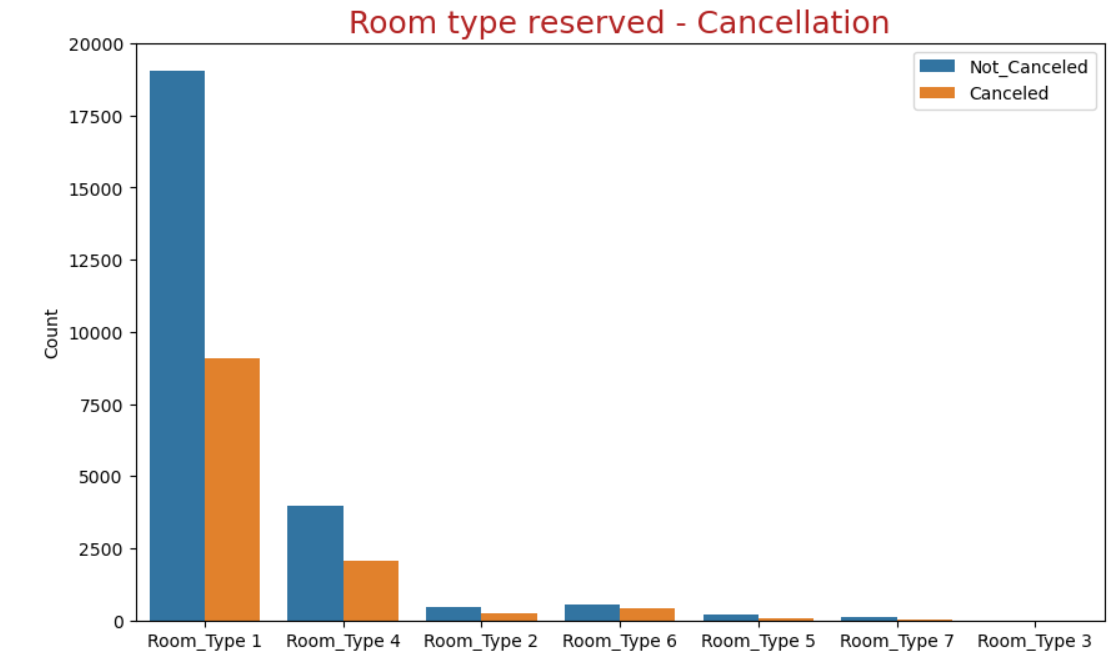 Room type reserved - Cancellation
Not_Canceled
Canceled
Count
20000
17500
15000
12500
10000
7500
5000
2500
0
Room_Type 1
Room_Type 4
Room_Type 2
Room_Type 6
Room_Type 5
Room_Type 7
Room_Type 3